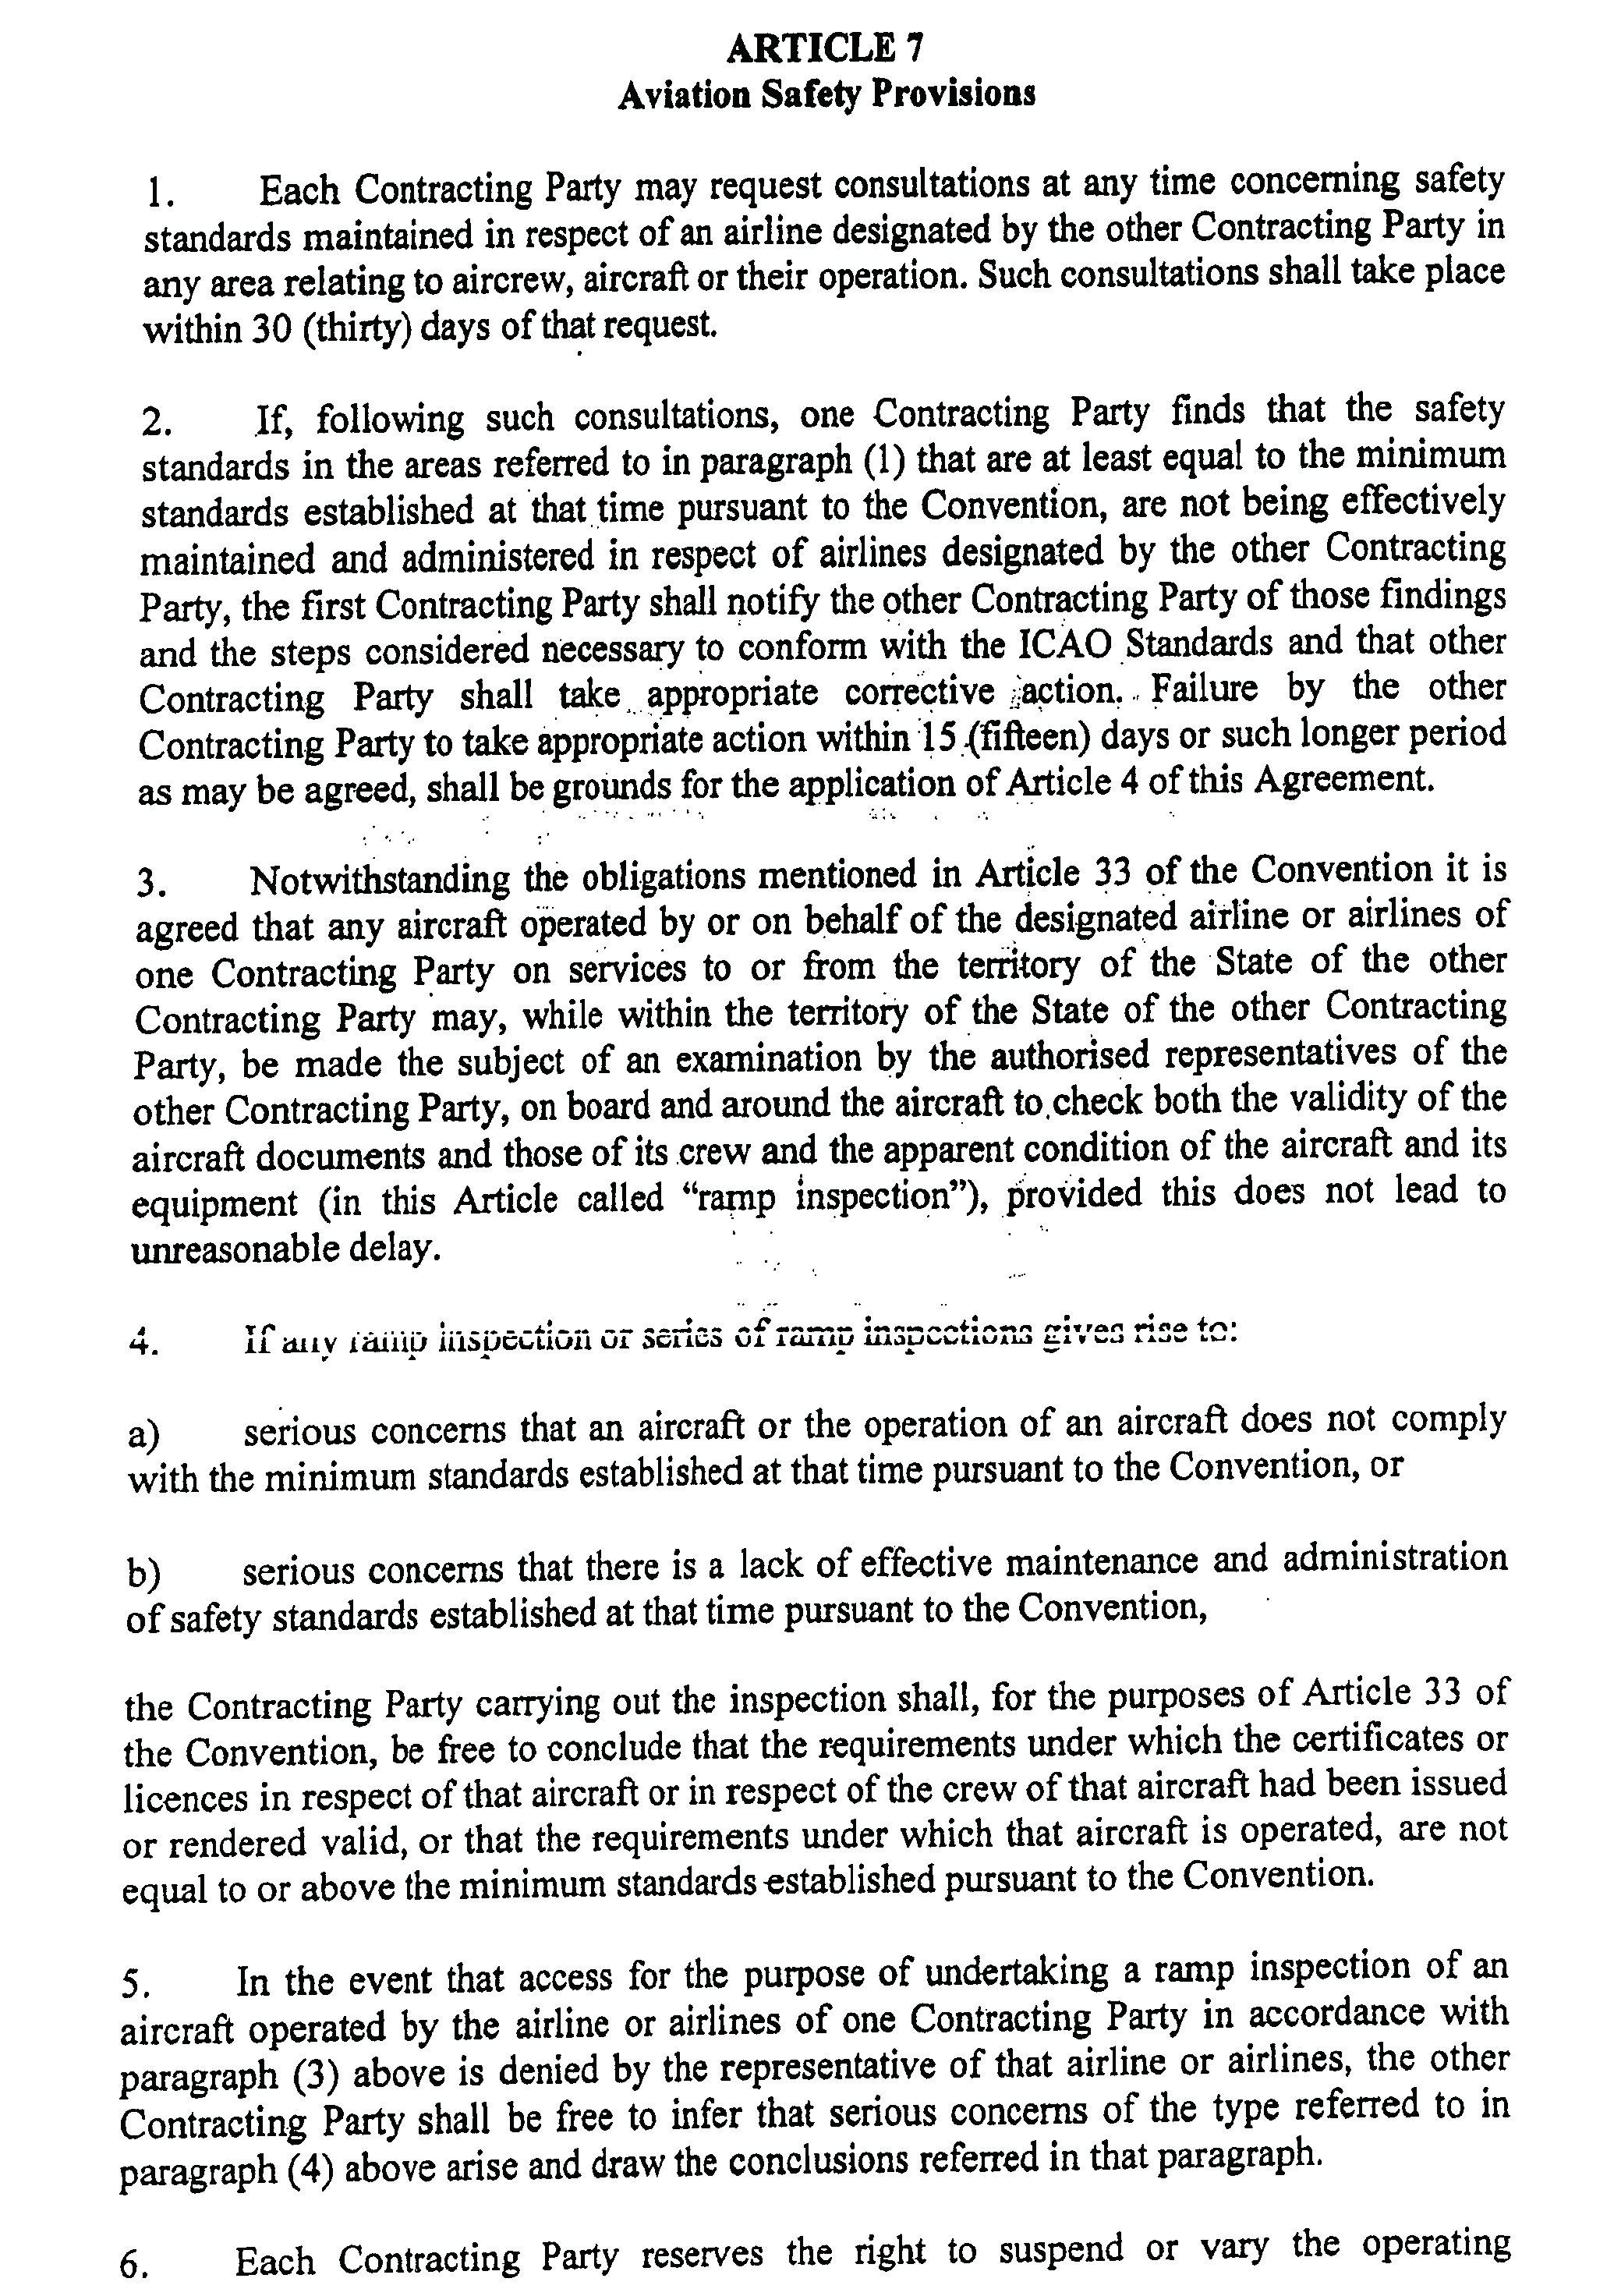 ARTICLE 7
Aviation Safety Provisions
1. Each Contracting Party may request consultations at any time concerning safety
standards maintained in respect of an airline designated by the other Contracting Party in
any area relating to aircrew, aircraft or their operation. Such consultations shall take place
within 30 (thirty) days of that request.
2. If, following such consultations, one Contracting Party finds that the safety
standards in the areas referred to in paragraph (1) that are at least equal to the minimum
standards established at that time pursuant to the Convention, are not being effectively
maintained and administered in respect of airlines designated by the other Contracting
Party, the first Contracting Party shall notify the other Contracting Party of those findings
and the steps considered necessary to conform with the ICAO Standards and that other
Contracting Party shall take appropriate corrective action. Failure by the other
Contracting Party to take appropriate action within 15 (fifteen) days or such longer period
as may be agreed, shall be grounds for the application of Article 4 of this Agreement.
3. Notwithstanding the obligations mentioned in Article 33 of the Convention it is
agreed that any aircraft operated by or on behalf of the designated airline or airlines of
one Contracting Party on services to or from the territory of the State of the other
Contracting Party may, while within the territory of the State of the other Contracting
Party, be made the subject of an examination by the authorised representatives of the
other Contracting Party, on board and around the aircraft to check both the validity of the
aircraft documents and those of its crew and the apparent condition of the aircraft and its
equipment (in this Article called “ramp inspection”), provided this does not lead to
unreasonable delay.
4. If any ramp inspection or series of ramp inspections gives rise to:
a) serious concerns that an aircraft or the operation of an aircraft does not comply
with the minimum standards established at that time pursuant to the Convention, or
b) serious concerns that there is a lack of effective maintenance and administration
of safety standards established at that time pursuant to the Convention,
the Contracting Party carrying out the inspection shall, for the purposes of Article 33 of
the Convention, be free to conclude that the requirements under which the certificates or
licences in respect of that aircraft or in respect of the crew of that aircraft had been issued
or rendered valid, or that the requirements under which that aircraft is operated, are not
equal to or above the minimum standards established pursuant to the Convention.
5. In the event that access for the purpose of undertaking a ramp inspection of an
aircraft operated by the airline or airlines of one Contracting Party in accordance with
paragraph (3) above is denied by the representative of that airline or airlines, the other
Contracting Party shall be free to infer that serious concerns of the type referred to in
paragraph (4) above arise and draw the conclusions referred in that paragraph.
6. Each Contracting Party reserves the right to suspend or vary the operating